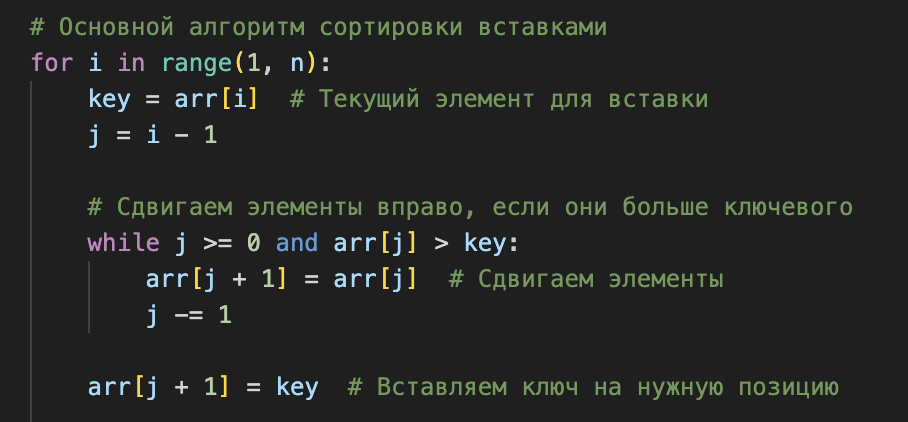 # Основной алгоритм сортировки вставками
for i in range(1, n):
    key = arr[i]  # Текущий элемент для вставки
    j = i - 1
    # Сдвигаем элементы вправо, если они больше ключевого
    while j >= 0 and arr[j] > key:
        arr[j + 1] = arr[j]  # Сдвигаем элементы
        j -= 1
    arr[j + 1] = key  # Вставляем ключ на нужную позицию